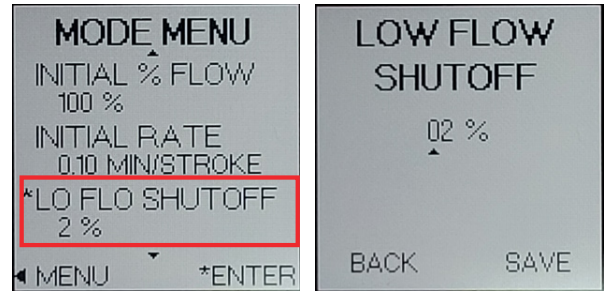 MODE MENU
INITIAL % FLOW
100 %
INITIAL RATE
0.10 MIN/STROKE
*LO FLO SHUTOFF
2 %
MENU *ENTER
LOW FLOW
SHUTOFF
02 %
BACK SAVE